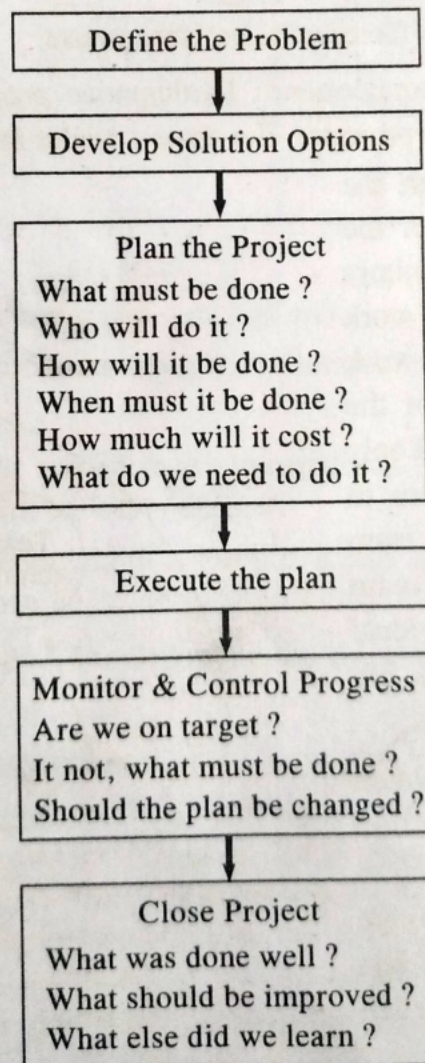 Define the Problem
Develop Solution Options
Plan the Project
What must be done ?
Who will do it ?
How will it be done ?
When must it be done ?
How much will it cost ?
What do we need to do it ?
Execute the plan
Monitor & Control Progress
Are we on target ?
It not, what must be done ?
Should the plan be changed ?
Close Project
What was done well ?
What should be improved ?
What else did we learn ?